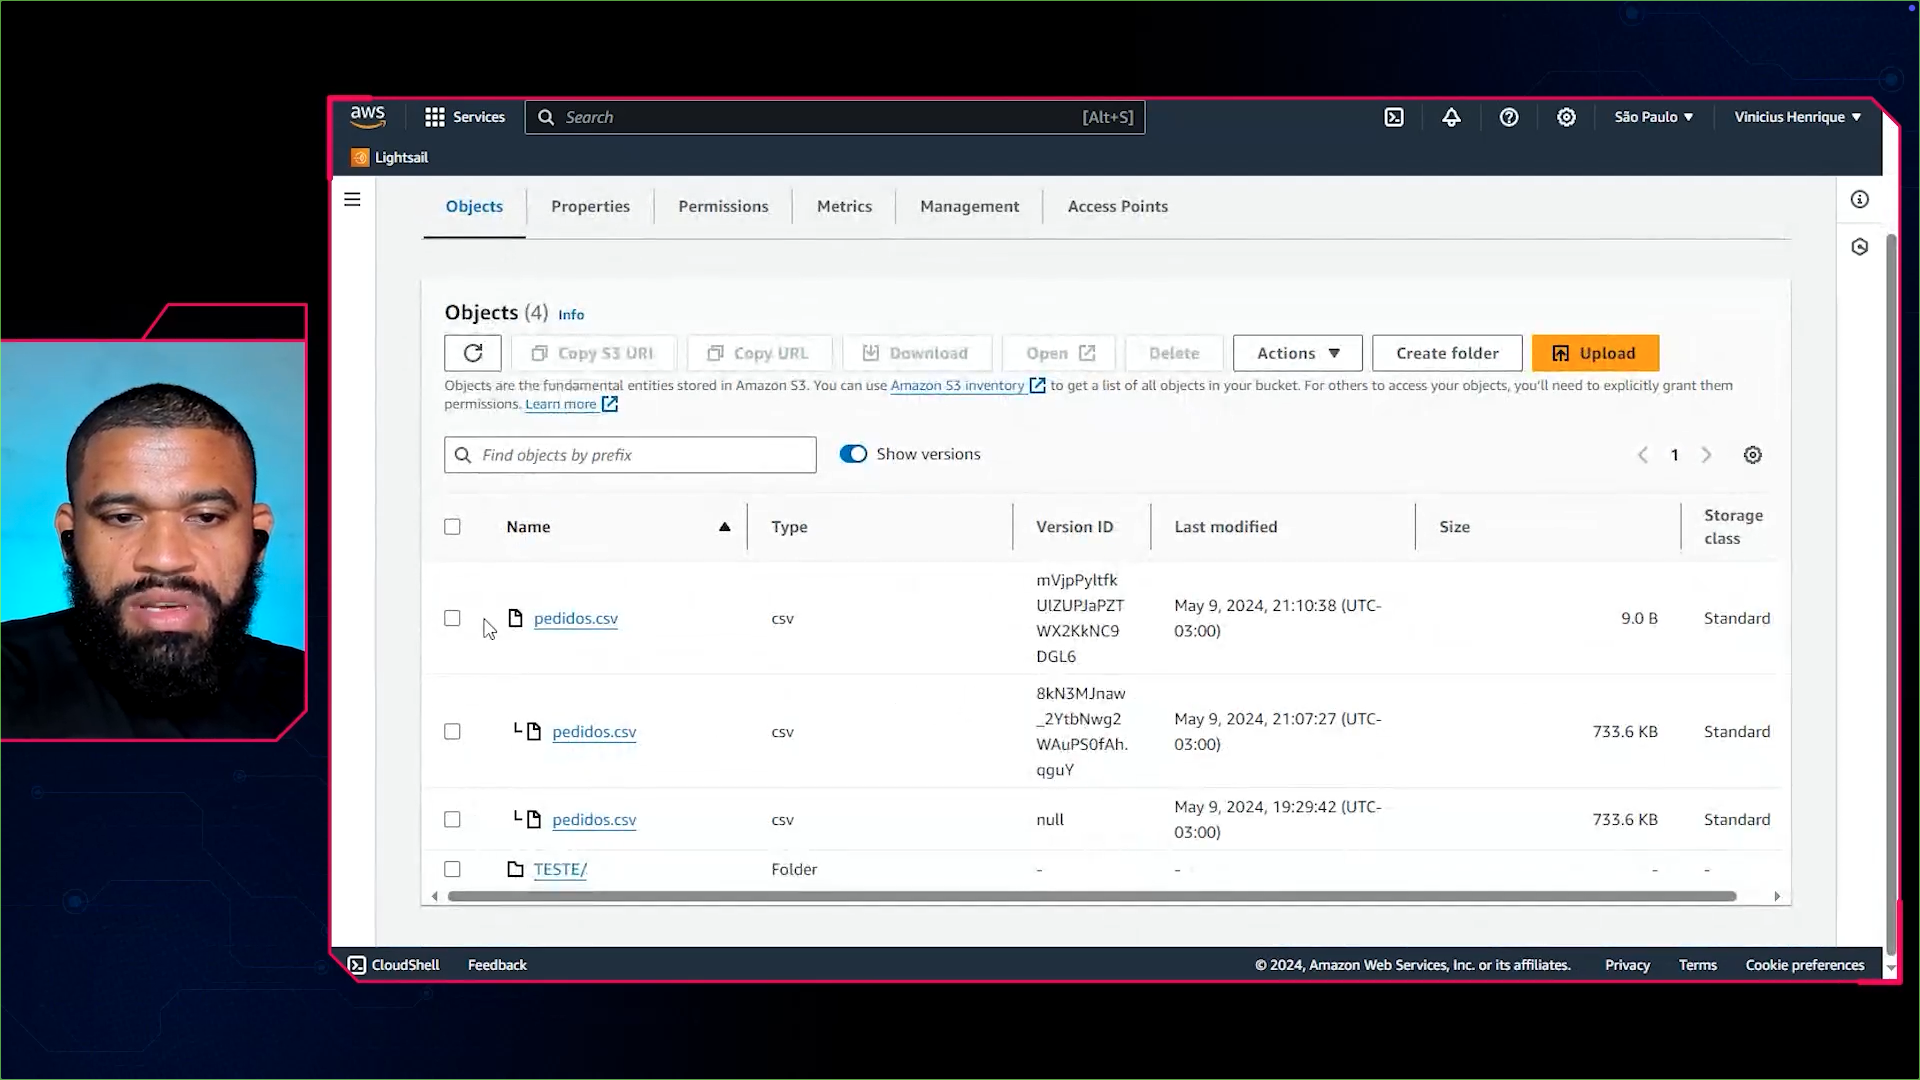 aws
Services
Search
[Alt+S]
São Paulo
Vinicius Henrique
Lightsail
Objects
Properties
Permissions
Metrics
Management
Access Points
Objects (4)
Info
Copy S3 URI
Copy URL
Download
Open
Delete
Actions
Create folder
Upload
Objects are the fundamental entities stored in Amazon S3. You can use Amazon S3 inventory to get a list of all objects in your bucket. For others to access your objects, you'll need to explicitly grant them
permissions. Learn more
Find objects by prefix
Show versions
1
Name
Type
Version ID
Last modified
Size
Storage
class
pedidos.csv
csv
mVjpPyltfk
UlZUPJaPZT
WX2KkNC9
DGL6
May 9, 2024, 21:10:38 (UTC-
03:00)
9.0 B
Standard
pedidos.csv
csv
8kN3MJnaw
_2YtbNwg2
WAuPS0fAh.
qguY
May 9, 2024, 21:07:27 (UTC-
03:00)
733.6 KB
Standard
pedidos.csv
csv
null
May 9, 2024, 19:29:42 (UTC-
03:00)
733.6 KB
Standard
TESTE/
Folder
-
-
-
-
CloudShell
Feedback
© 2024, Amazon Web Services, Inc. or its affiliates.
Privacy
Terms
Cookie preferences